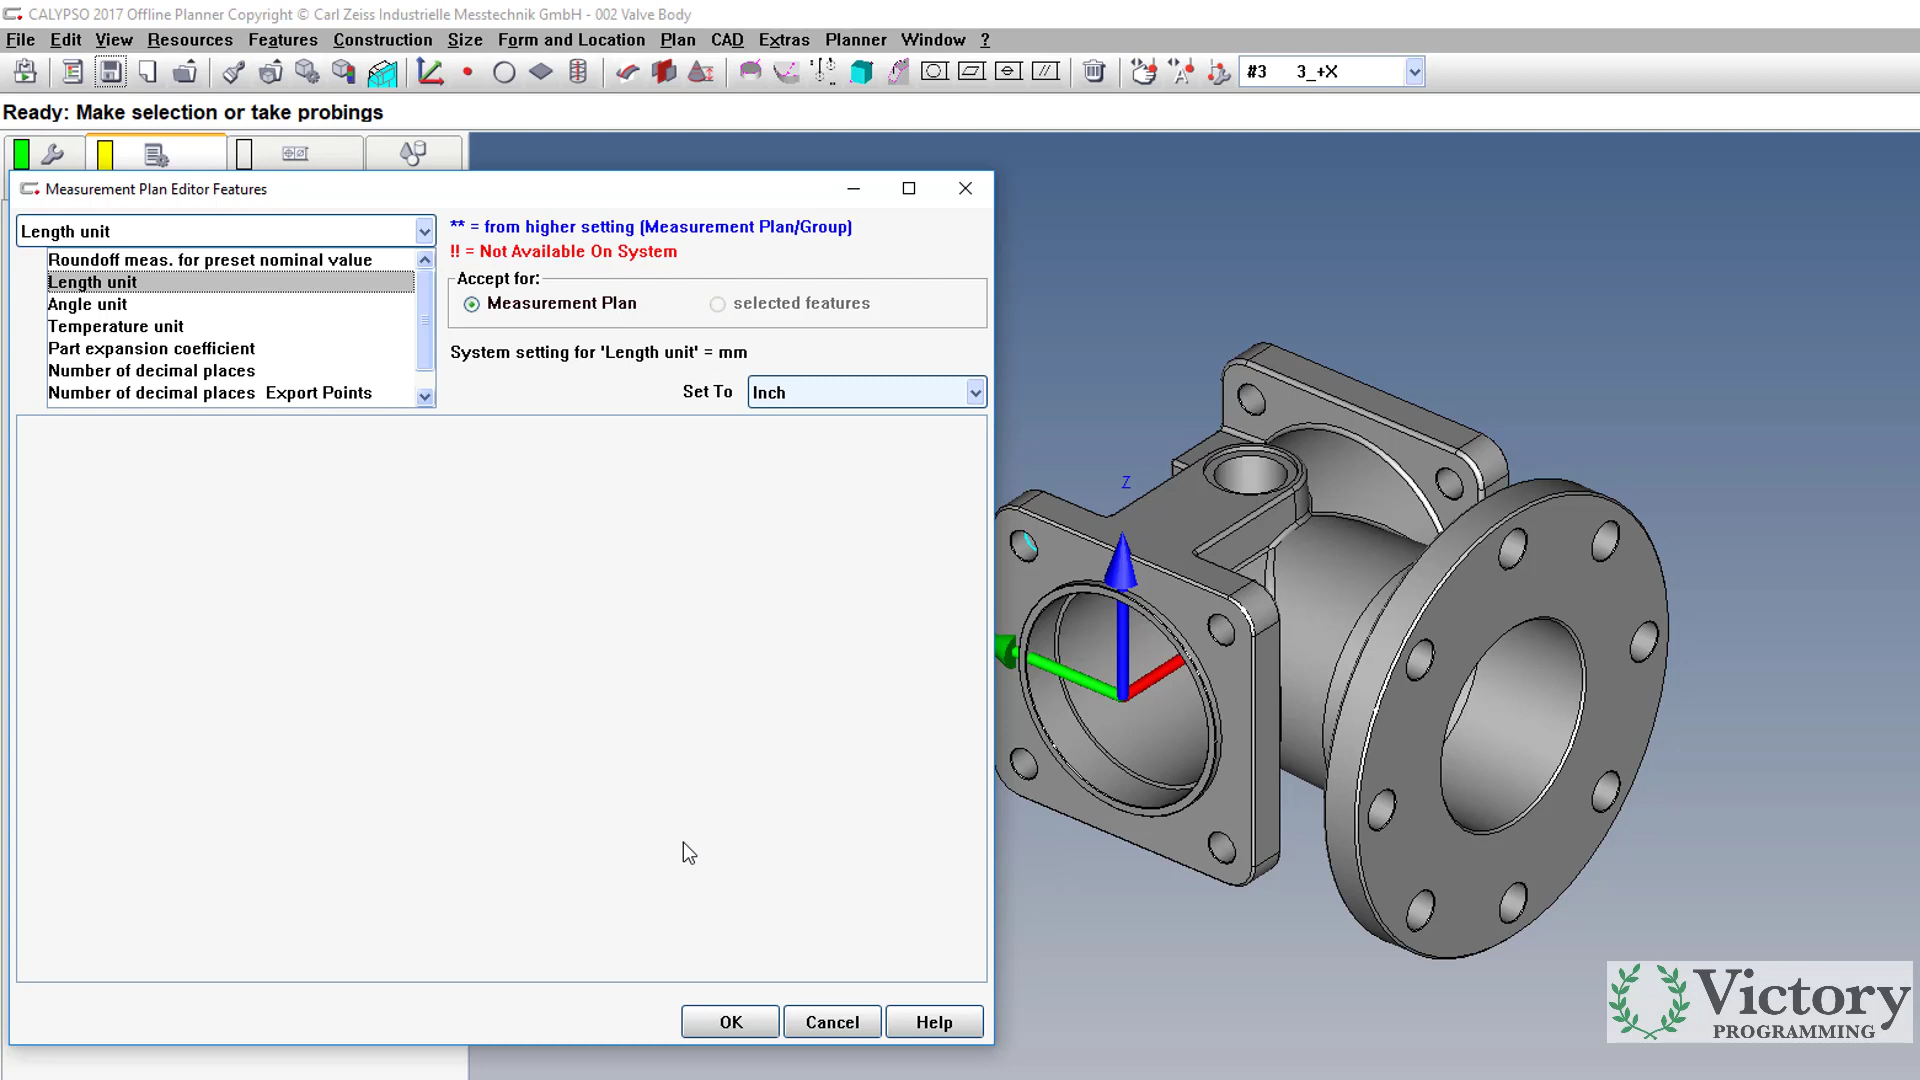 CALYPSO 2017 Offline Planner Copyright © Carl Zeiss Industrielle Messtechnik GmbH - 002 Valve Body
File Edit View Resources Features Construction Size Form and Location Plan CAD Extras Planner Window ?
#3 3_+X
Ready: Make selection or take probings
Measurement Plan Editor Features
Length unit
** = from higher setting (Measurement Plan/Group)
!! = Not Available On System
Roundoff meas. for preset nominal value
Length unit
Angle unit
Temperature unit
Part expansion coefficient
Number of decimal places
Number of decimal places Export Points
Accept for:
Measurement Plan selected features
System setting for 'Length unit' = mm
Set To Inch
Z
OK Cancel Help
Victory
PROGRAMMING